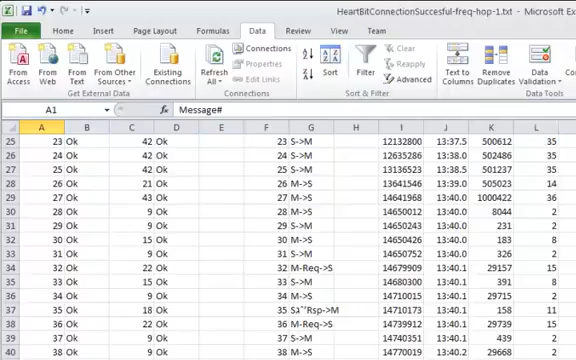 HeartBitConnectionSuccesful-freq-hop-1.txt - Microsoft Exc
File Home Insert Page Layout Formulas Data Review View Team
From Access From Web From Text From Other Sources Existing Connections Refresh All Connections Properties Edit Links Sort Filter Clear Reapply Advanced Text to Columns Remove Duplicates Data Validation
Get External Data Connections Sort & Filter Data Tools
A1 fx Message#
A B C D E F G H I J K L
25 23 Ok 42 Ok 23 S->M 12132800 13:37.5 500612 35
26 24 Ok 42 Ok 24 S->M 12635286 13:38.0 502486 35
27 25 Ok 42 Ok 25 S->M 13136523 13:38.5 501237 35
28 26 Ok 21 Ok 26 M->S 13641546 13:39.0 505023 14
29 27 Ok 43 Ok 27 M->S 14641968 13:40.0 1000422 36
30 28 Ok 9 Ok 28 M->S 14650012 13:40.0 8044 2
31 29 Ok 9 Ok 29 S->M 14650243 13:40.0 231 2
32 30 Ok 15 Ok 30 M->S 14650426 13:40.0 183 8
33 31 Ok 9 Ok 31 S->M 14650752 13:40.0 326 2
34 32 Ok 22 Ok 32 M-Req->S 14679909 13:40.1 29157 15
35 33 Ok 15 Ok 33 S->M 14680300 13:40.1 391 8
36 34 Ok 9 Ok 34 M->S 14710015 13:40.1 29715 2
37 35 Ok 18 Ok 14710173 13:40.1 158 11
38 36 Ok 22 Ok 36 M-Req->S 14739912 13:40.1 29739 15
39 37 Ok 9 Ok 37 S->M 14740351 13:40.1 439 2
40 38 Ok 9 Ok 38 M->S 14770019 13:40.2 29668 2